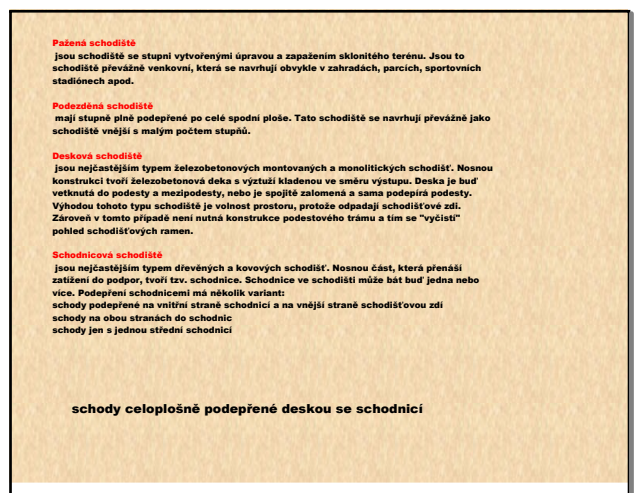 Pažená schodiště
jsou schodiště se stupni vytvořenými úpravou a zapažením sklonitého terénu. Jsou to
schodiště převážně venkovní, která se navrhují obvykle v zahradách, parcích, sportovních
stadiónech apod.
Podezděná schodiště
mají stupně plně podepřené po celé spodní ploše. Tato schodiště se navrhují převážně jako
schodiště vnější s malým počtem stupňů.
Desková schodiště
jsou nejčastějším typem železobetonových montovaných a monolitických schodišť. Nosnou
konstrukci tvoří železobetonová deka s výztuží kladenou ve směru výstupu. Deska je buď
vetknutá do podesty a mezipodesty, nebo je spojitě zalomená a sama podepírá podesty.
Výhodou tohoto typu schodiště je volnost prostoru, protože odpadají schodišťové zdi.
Zároveň v tomto případě není nutná konstrukce podestového trámu a tím se "vyčistí"
pohled schodišťových ramen.
Schodnicová schodiště
jsou nejčastějším typem dřevěných a kovových schodišť. Nosnou část, která přenáší
zatížení do podpor, tvoří tzv. schodnice. Schodnice ve schodišti může bát buď jedna nebo
více. Podepření schodnicemi má několik variant:
schody podepřené na vnitřní straně schodnicí a na vnější straně schodišťovou zdí
schody na obou stranách do schodnic
schody jen s jednou střední schodnicí
schody celoplošně podepřené deskou se schodnicí